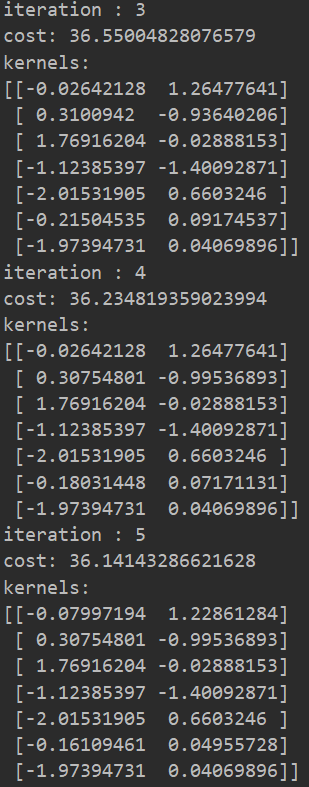 iteration : 3
cost: 36.55004828076579
kernels:
[[-0.02642128  1.26477641]
 [ 0.3100942  -0.93640206]
 [ 1.76916204 -0.02888153]
 [-1.12385397 -1.40092871]
 [-2.01531905  0.6603246 ]
 [-0.21504535  0.09174537]
 [-1.97394731  0.04069896]]
iteration : 4
cost: 36.234819359023994
kernels:
[[-0.02642128  1.26477641]
 [ 0.30754801 -0.99536893]
 [ 1.76916204 -0.02888153]
 [-1.12385397 -1.40092871]
 [-2.01531905  0.6603246 ]
 [-0.18031448  0.07171131]
 [-1.97394731  0.04069896]]
iteration : 5
cost: 36.14143286621628
kernels:
[[-0.07997194  1.22861284]
 [ 0.30754801 -0.99536893]
 [ 1.76916204 -0.02888153]
 [-1.12385397 -1.40092871]
 [-2.01531905  0.6603246 ]
 [-0.16109461  0.04955728]
 [-1.97394731  0.04069896]]